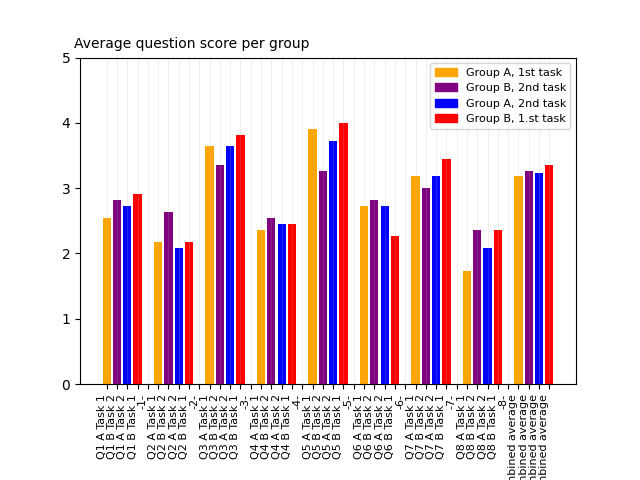 Average question score per group
5
4
3
2
1
0
Group A, 1st task
Group B, 2nd task
Group A, 2nd task
Group B, 1.st task
Q1 A Task 1
Q1 B Task 2
Q1 A Task 2
Q1 B Task 1
-1-
Q2 A Task 1
Q2 B Task 2
Q2 A Task 2
Q2 B Task 1
-2-
Q3 A Task 1
Q3 B Task 2
Q3 A Task 2
Q3 B Task 1
-3-
Q4 A Task 1
Q4 B Task 2
Q4 A Task 2
Q4 B Task 1
-4-
Q5 A Task 1
Q5 B Task 2
Q5 A Task 2
Q5 B Task 1
-5-
Q6 A Task 1
Q6 B Task 2
Q6 A Task 2
Q6 B Task 1
-6-
Q7 A Task 1
Q7 B Task 2
Q7 A Task 2
Q7 B Task 1
-7-
Q8 A Task 1
Q8 B Task 2
Q8 A Task 2
Q8 B Task 1
-8-
average
average
average
average